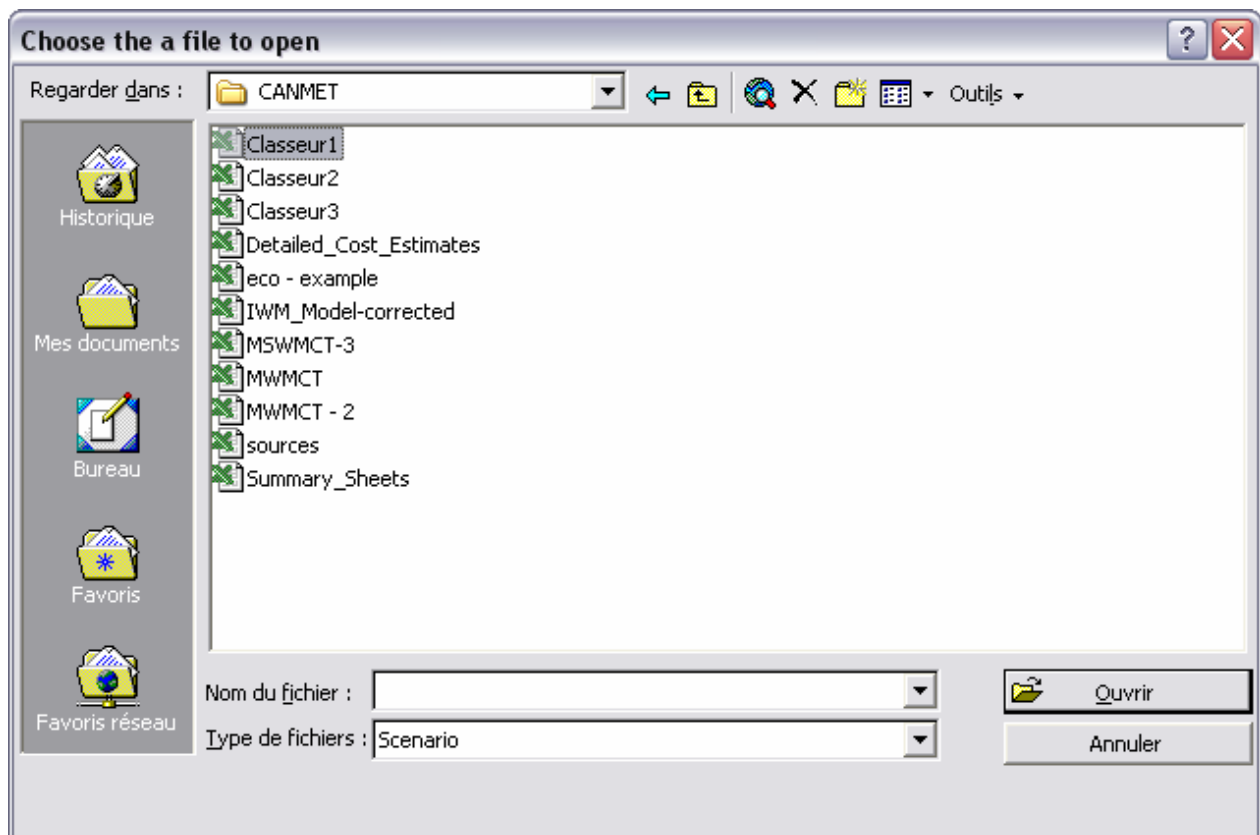 Choose the a file to open
Regarder dans : CANMET Outils
Classeur1
Classeur2
Classeur3
Detailed_Cost_Estimates
eco - example
IWM_Model-corrected
MSWMCT-3
MWMCT
MWMCT - 2
sources
Summary_Sheets
Historique
Mes documents
Bureau
Favoris
Favoris réseau
Nom du fichier :
Ouvrir
Type de fichiers : Scenario
Annuler